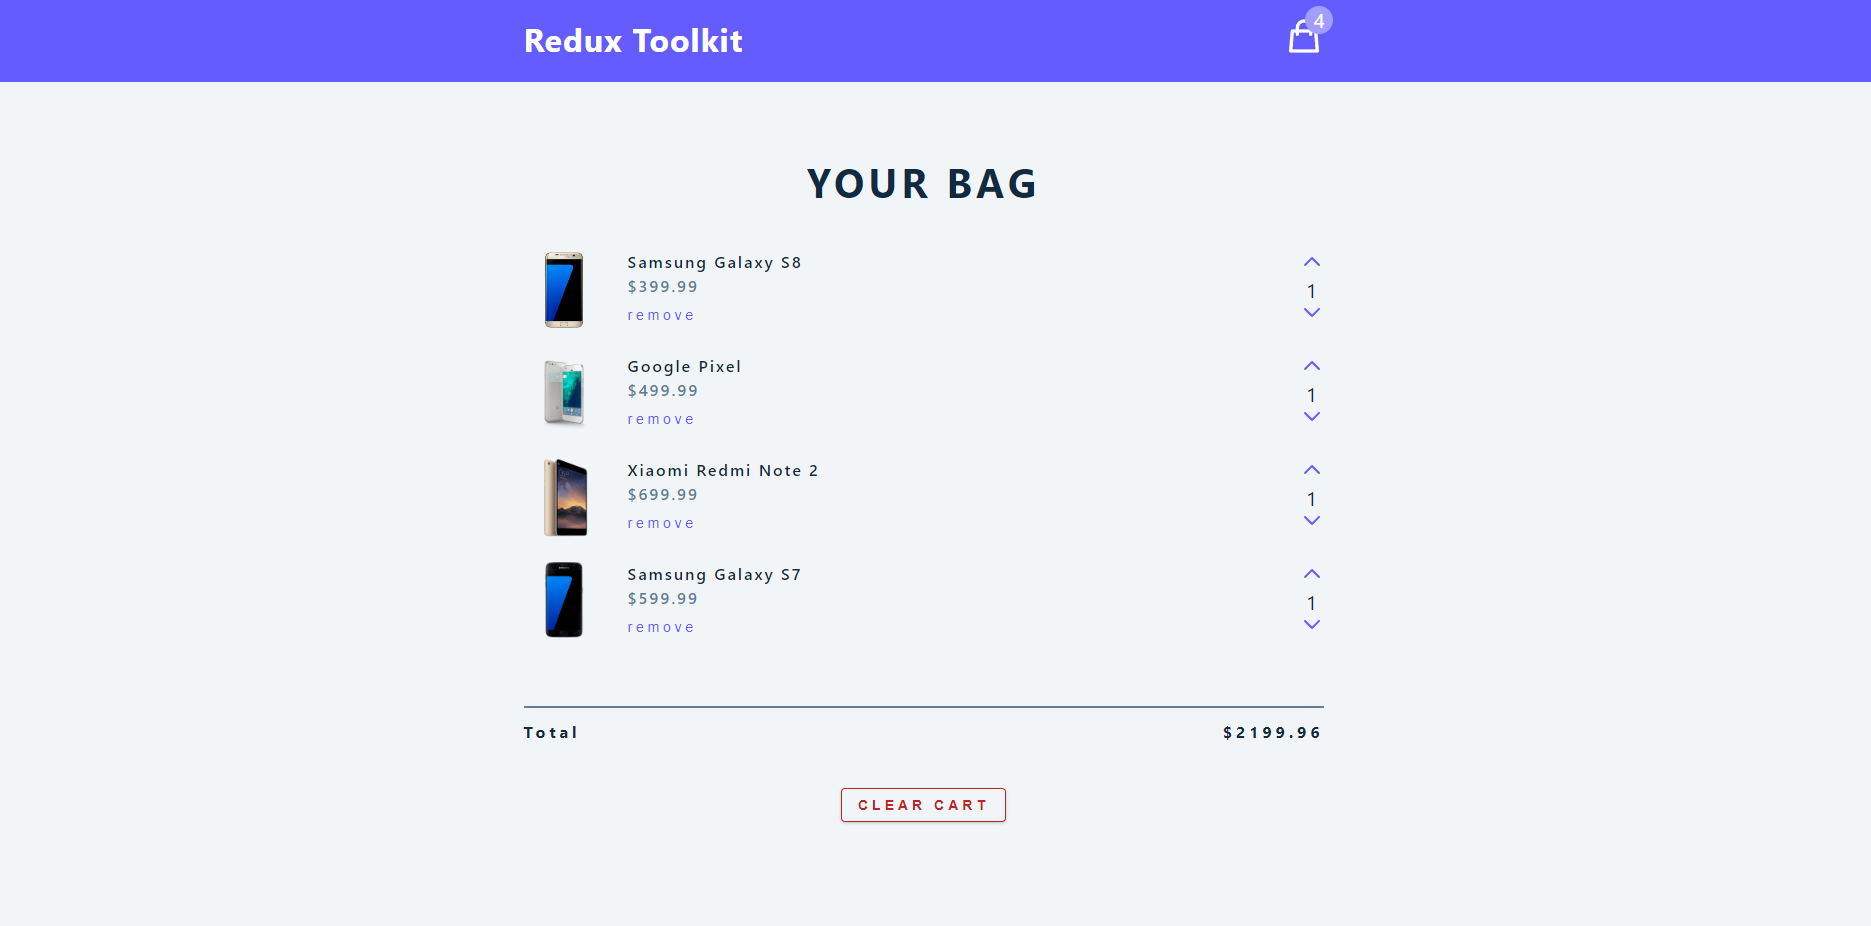 Redux Toolkit
4
YOUR BAG
Samsung Galaxy S8
$399.99
remove
1
Google Pixel
$499.99
remove
1
Xiaomi Redmi Note 2
$699.99
remove
1
Samsung Galaxy S7
$599.99
remove
1
Total $2199.96
CLEAR CART